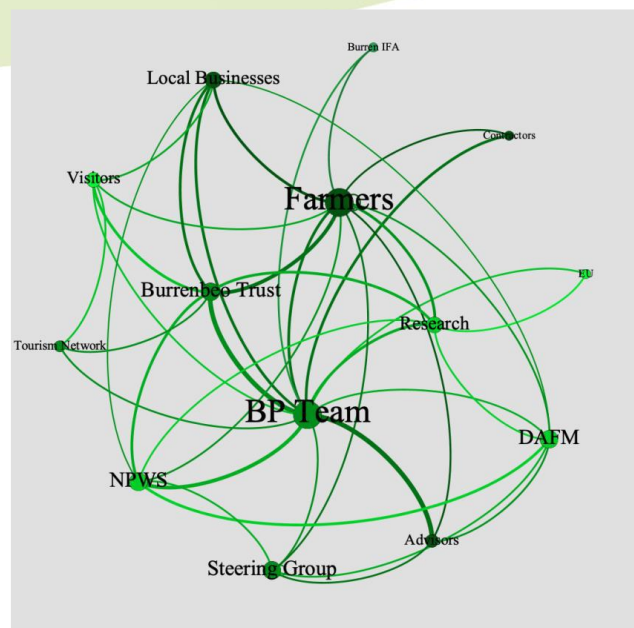 Burren IFA
Local Businesses
Contractors
Visitors
Farmers
EU
Burrenbeo Trust
Research
Tourism Network
BP Team
DAFM
NPWS
Advisors
Steering Group